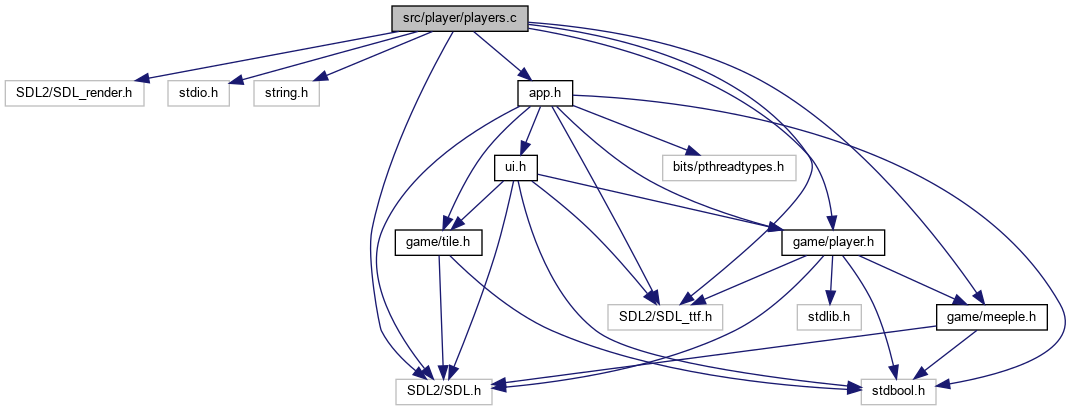 src/player/players.c
SDL2/SDL_render.h
stdio.h
string.h
app.h
ui.h
bits/pthreadtypes.h
game/tile.h
game/player.h
SDL2/SDL_ttf.h
stdlib.h
game/meeple.h
SDL2/SDL.h
stdbool.h